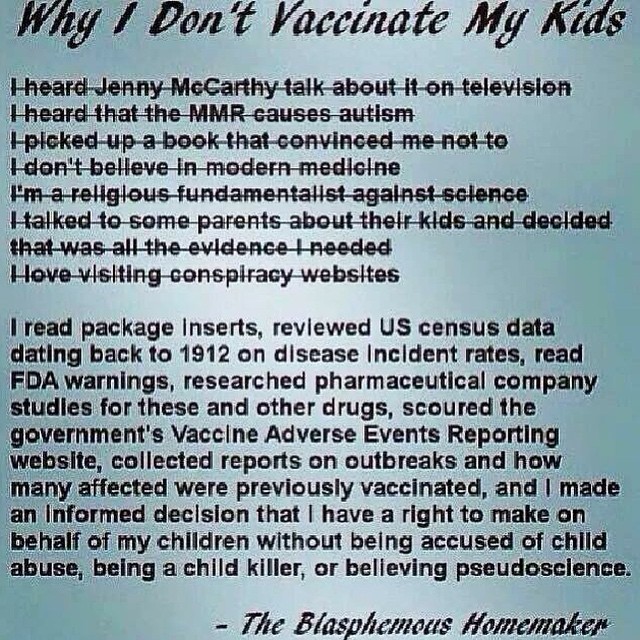 Why I Don't Vaccinate My Kids
I heard Jenny McCarthy talk about it on television
I heard that the MMR causes autism
I picked up a book that convinced me not to
I don't believe in modern medicine
I'm a religious fundamentalist against science
I talked to some parents about their kids and decided
that was all the evidence I needed
I love visiting conspiracy websites
I read package inserts, reviewed US census data
dating back to 1912 on disease incident rates, read
FDA warnings, researched pharmaceutical company
studies for these and other drugs, scoured the
government's Vaccine Adverse Events Reporting
website, collected reports on outbreaks and how
many affected were previously vaccinated, and I made
an informed decision that I have a right to make on
behalf of my children without being accused of child
abuse, being a child killer, or believing pseudoscience.
- The Blasphemous Homemaker